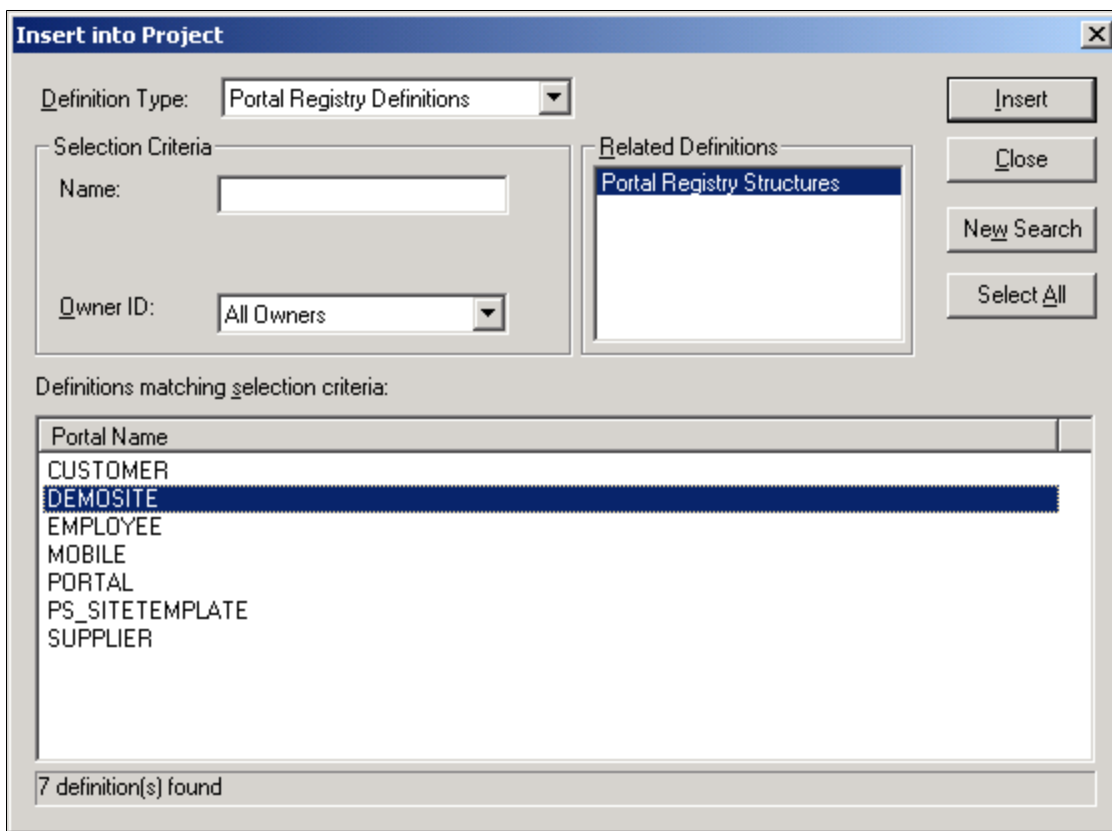 Insert into Project
Definition Type: Portal Registry Definitions Insert
Selection Criteria Related Definitions
Name: Portal Registry Structures Close
New Search
Owner ID: All Owners Select All
Definitions matching selection criteria:
Portal Name
CUSTOMER
DEMOSITE
EMPLOYEE
MOBILE
PORTAL
PS_SITETEMPLATE
SUPPLIER
7 definition(s) found